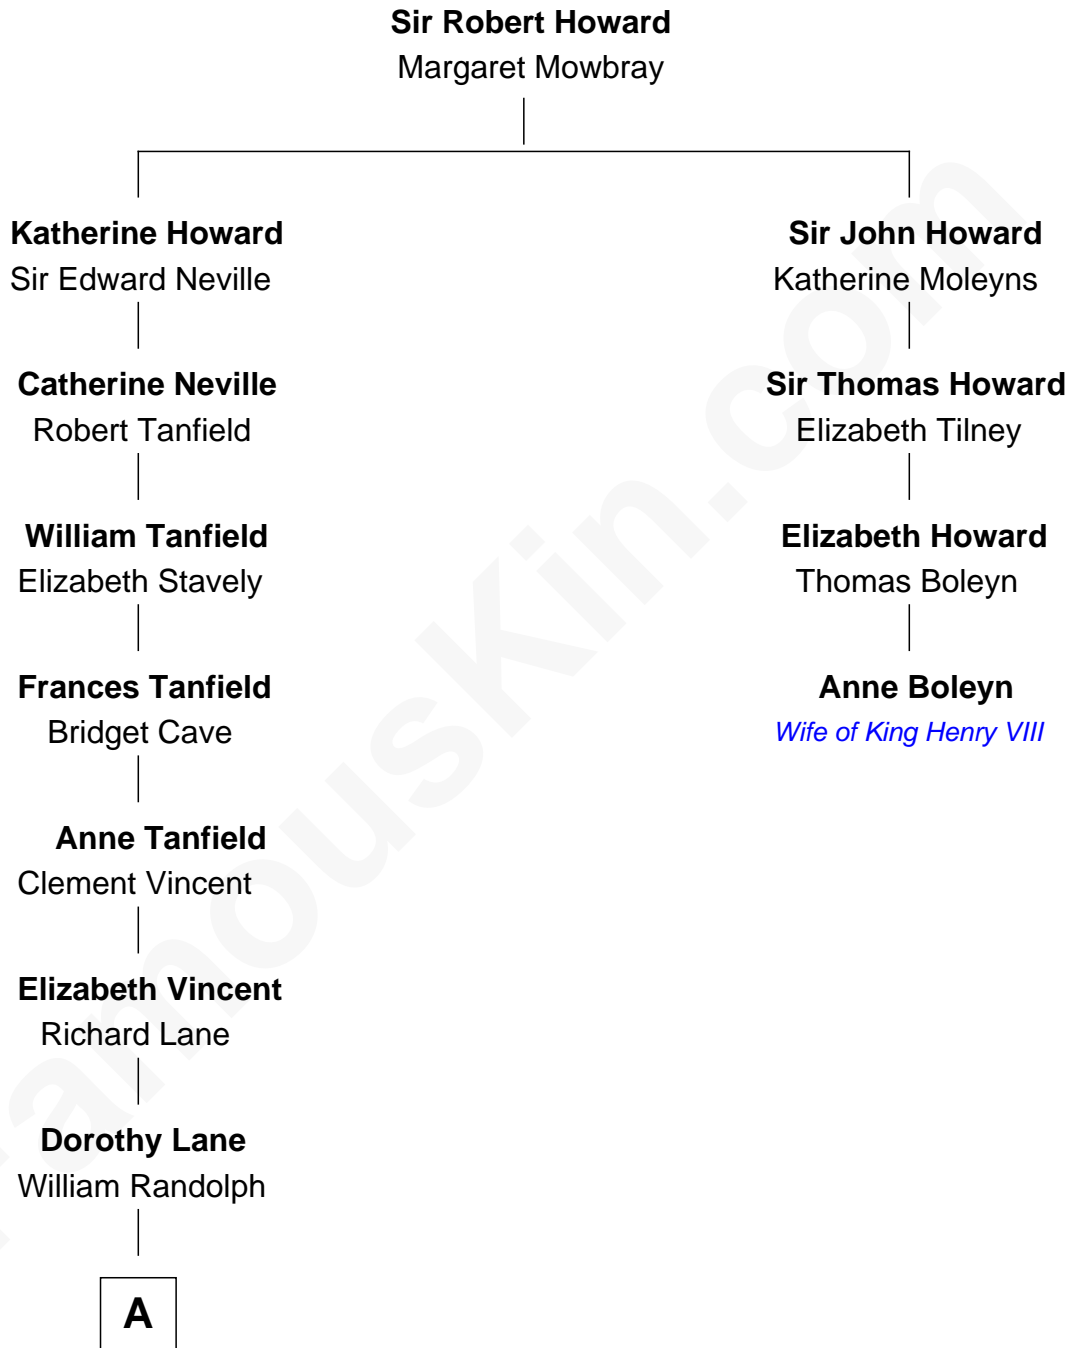 Sir Robert Howard
Margaret Mowbray
Katherine Howard
Sir Edward Neville
Sir John Howard
Katherine Moleyns
Catherine Neville
Robert Tanfield
Sir Thomas Howard
Elizabeth Tilney
William Tanfield
Elizabeth Stavely
Elizabeth Howard
Thomas Boleyn
Frances Tanfield
Bridget Cave
Anne Boleyn
Wife of King Henry VIII
Anne Tanfield
Clement Vincent
Elizabeth Vincent
Richard Lane
Dorothy Lane
William Randolph
A
FamousKin.com